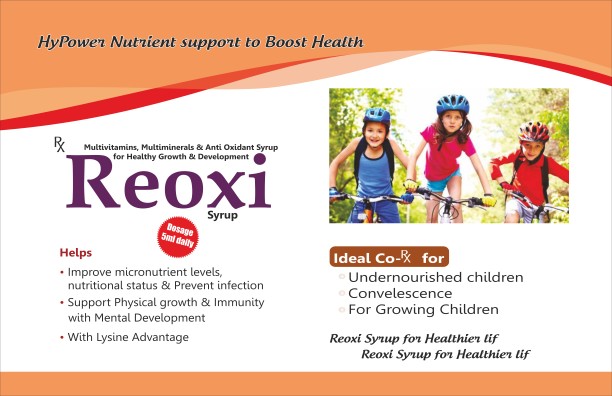 HyPower Nutrient support to Boost Health
Rx
Multivitamins, Multiminerals & Anti Oxidant Syrup
for Healthy Growth & Development
Reoxi
Syrup
Dosage
5ml daily
Helps
• Improve micronutrient levels,
nutritional status & Prevent infection
• Support Physical growth & Immunity
with Mental Development
• With Lysine Advantage
Ideal Co-Rx for
Undernourished children
Convelescence
For Growing Children
Reoxi Syrup for Healthier lif
Reoxi Syrup for Healthier lif